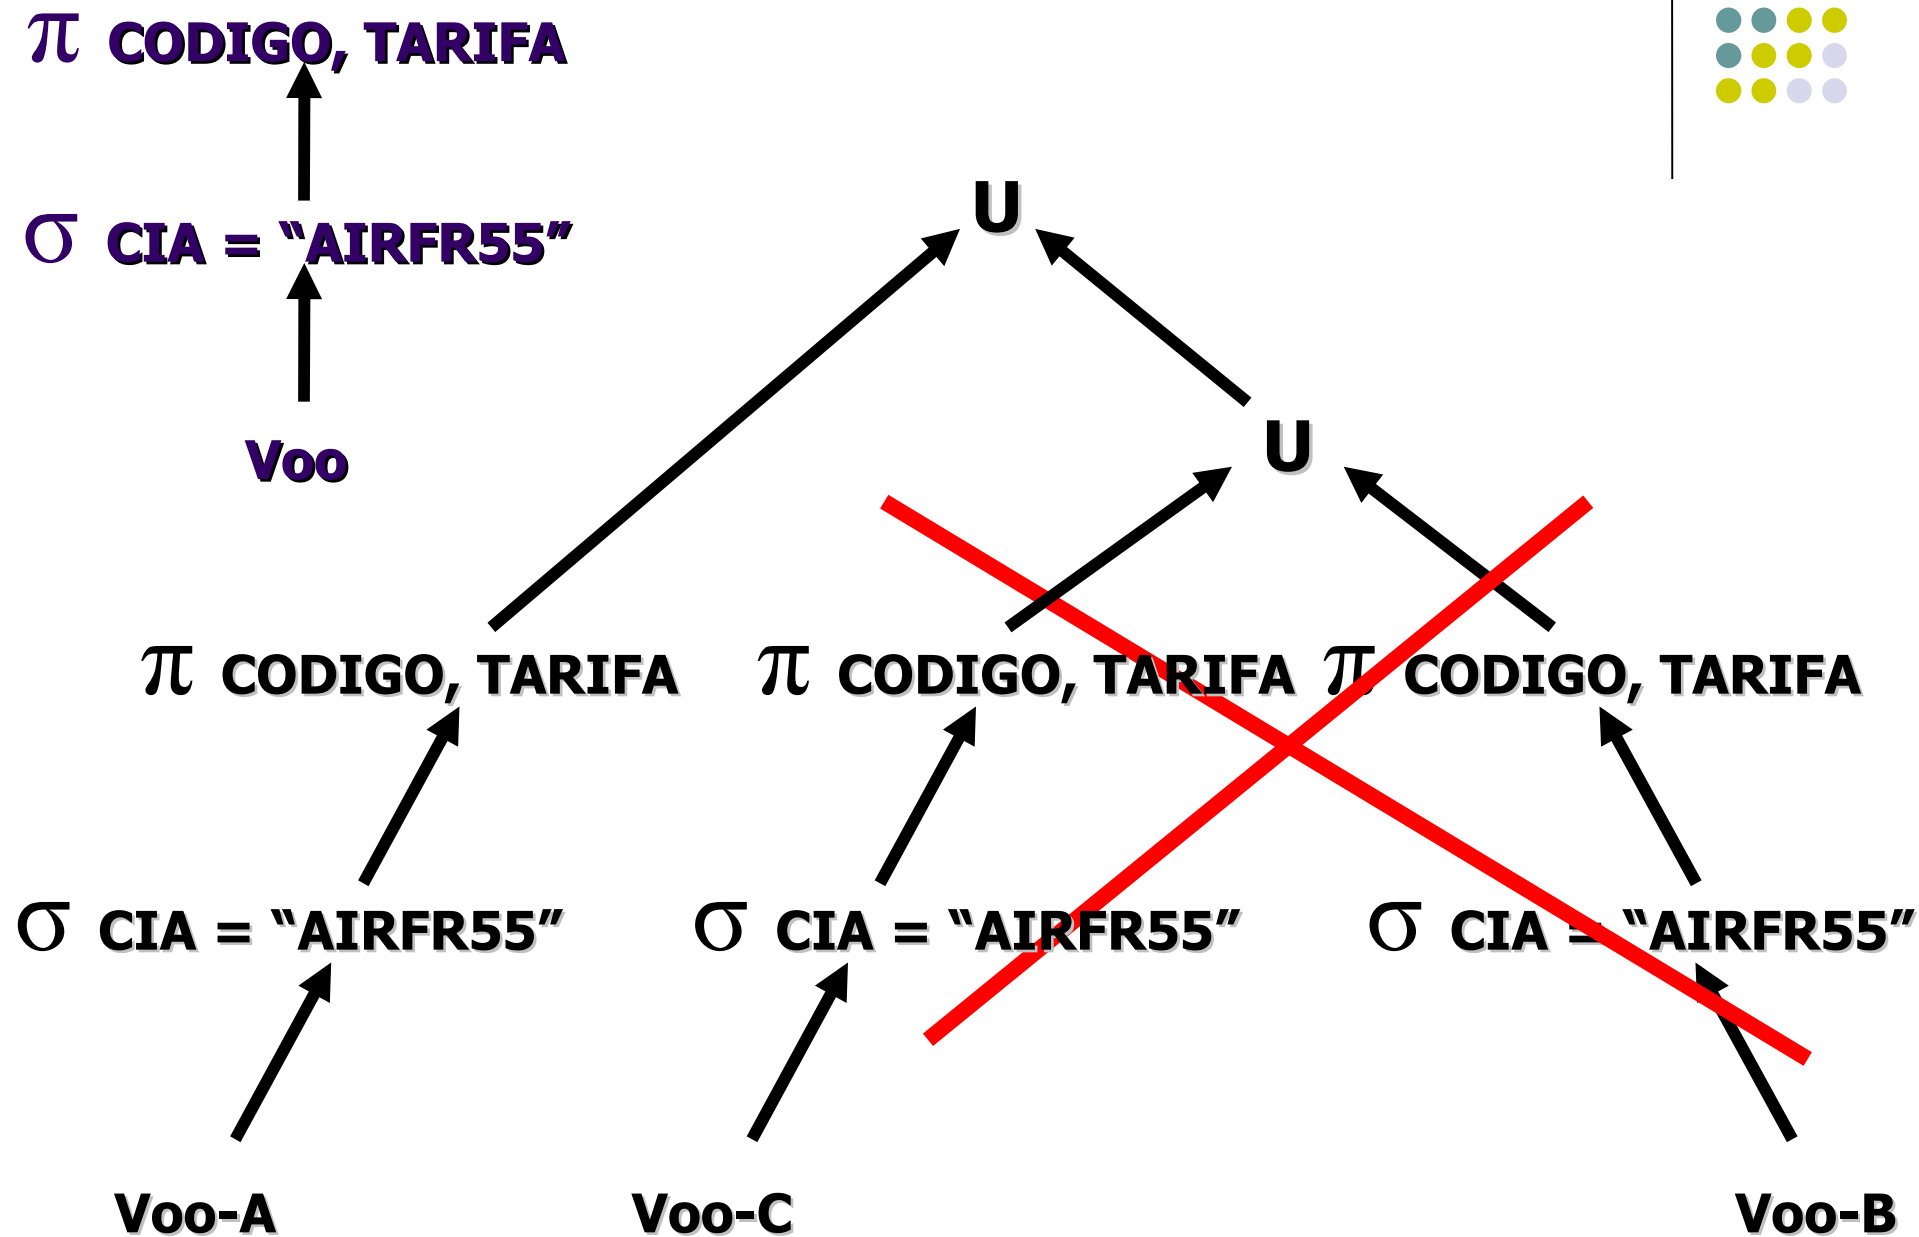 π CODIGO, TARIFA
σ CIA = “AIRFR55”
Voo
U
U
π CODIGO, TARIFA π CODIGO, TARIFA π CODIGO, TARIFA
σ CIA = “AIRFR55” σ CIA = “AIRFR55” σ CIA = “AIRFR55”
Voo-A Voo-C Voo-B